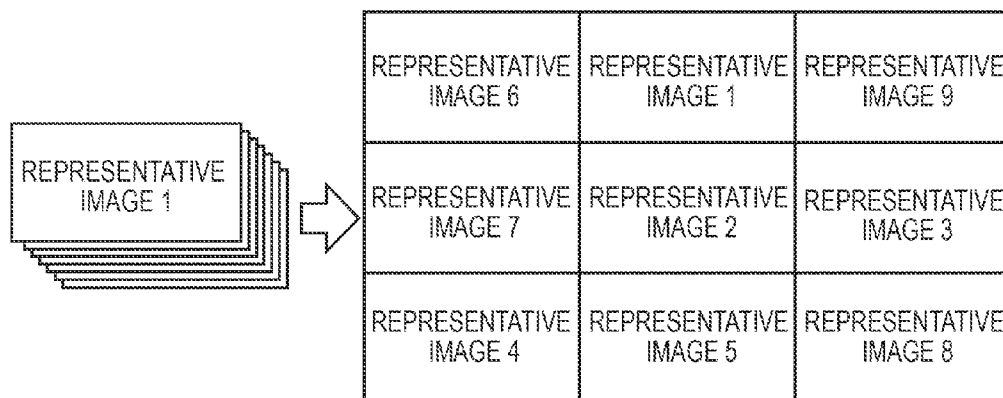 REPRESENTATIVE
IMAGE 1
REPRESENTATIVE
IMAGE 6
REPRESENTATIVE
IMAGE 1
REPRESENTATIVE
IMAGE 9
REPRESENTATIVE
IMAGE 7
REPRESENTATIVE
IMAGE 2
REPRESENTATIVE
IMAGE 3
REPRESENTATIVE
IMAGE 4
REPRESENTATIVE
IMAGE 5
REPRESENTATIVE
IMAGE 8